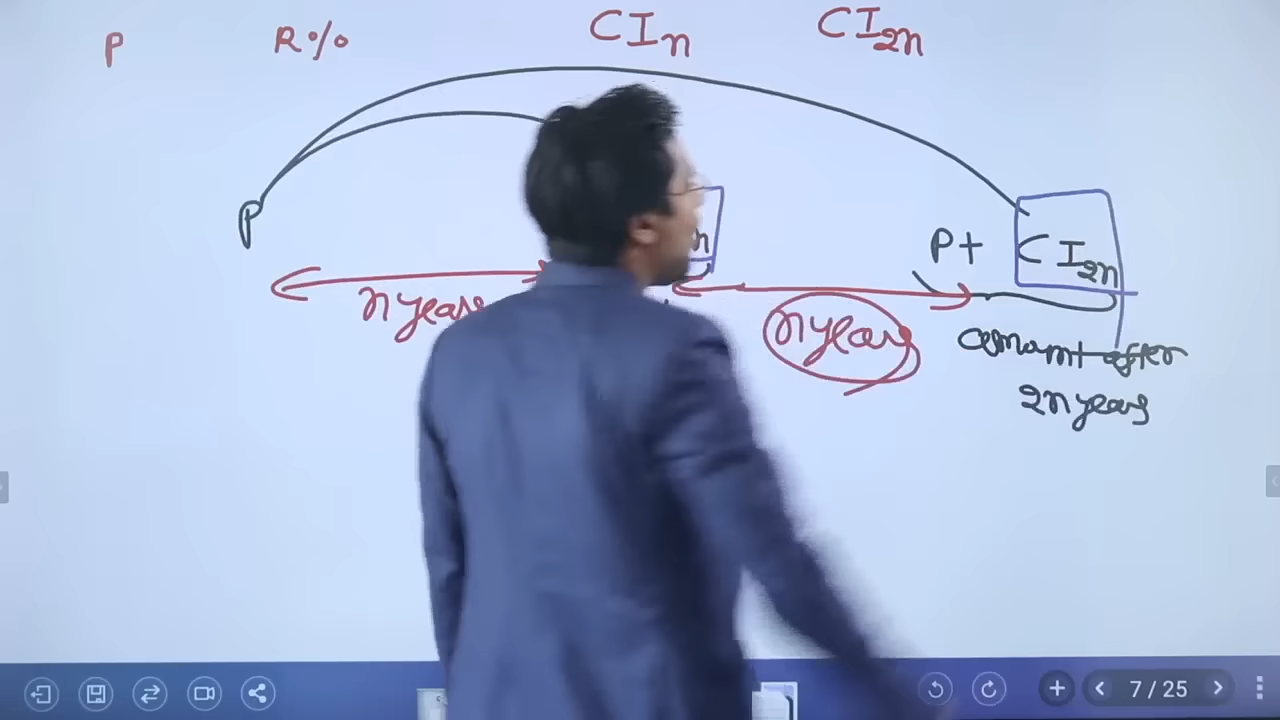 P R% CIn CI2n
P
P+ CI2n
n years n years
amount after
2n years
7 / 25